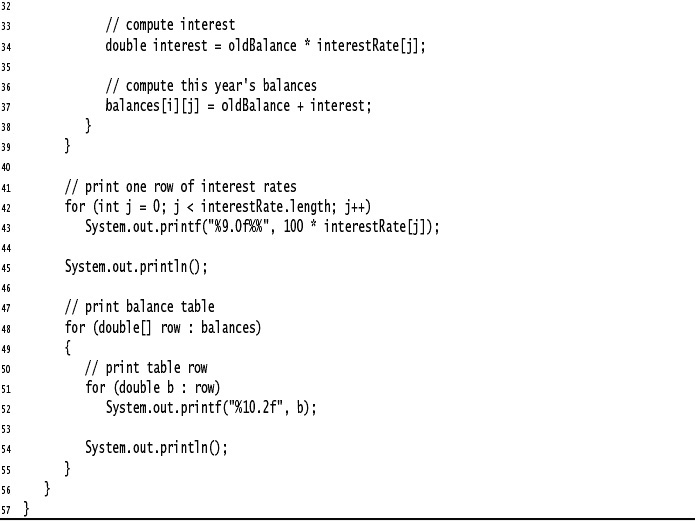 32
33 // compute interest
34 double interest = oldBalance * interestRate[j];
35
36 // compute this year's balances
37 balances[i][j] = oldBalance + interest;
38 }
39 }
40
41 // print one row of interest rates
42 for (int j = 0; j < interestRate.length; j++)
43 System.out.printf("%9.0f%%", 100 * interestRate[j]);
44
45 System.out.println();
46
47 // print balance table
48 for (double[] row : balances)
49 {
50 // print table row
51 for (double b : row)
52 System.out.printf("%10.2f", b);
53
54 System.out.println();
55 }
56 }
57 }